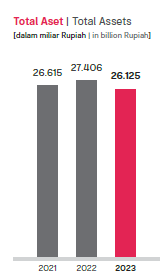 Total Aset | Total Assets
[dalam miliar Rupiah | in billion Rupiah]
26.615 27.406 26.125
2021 2022 2023